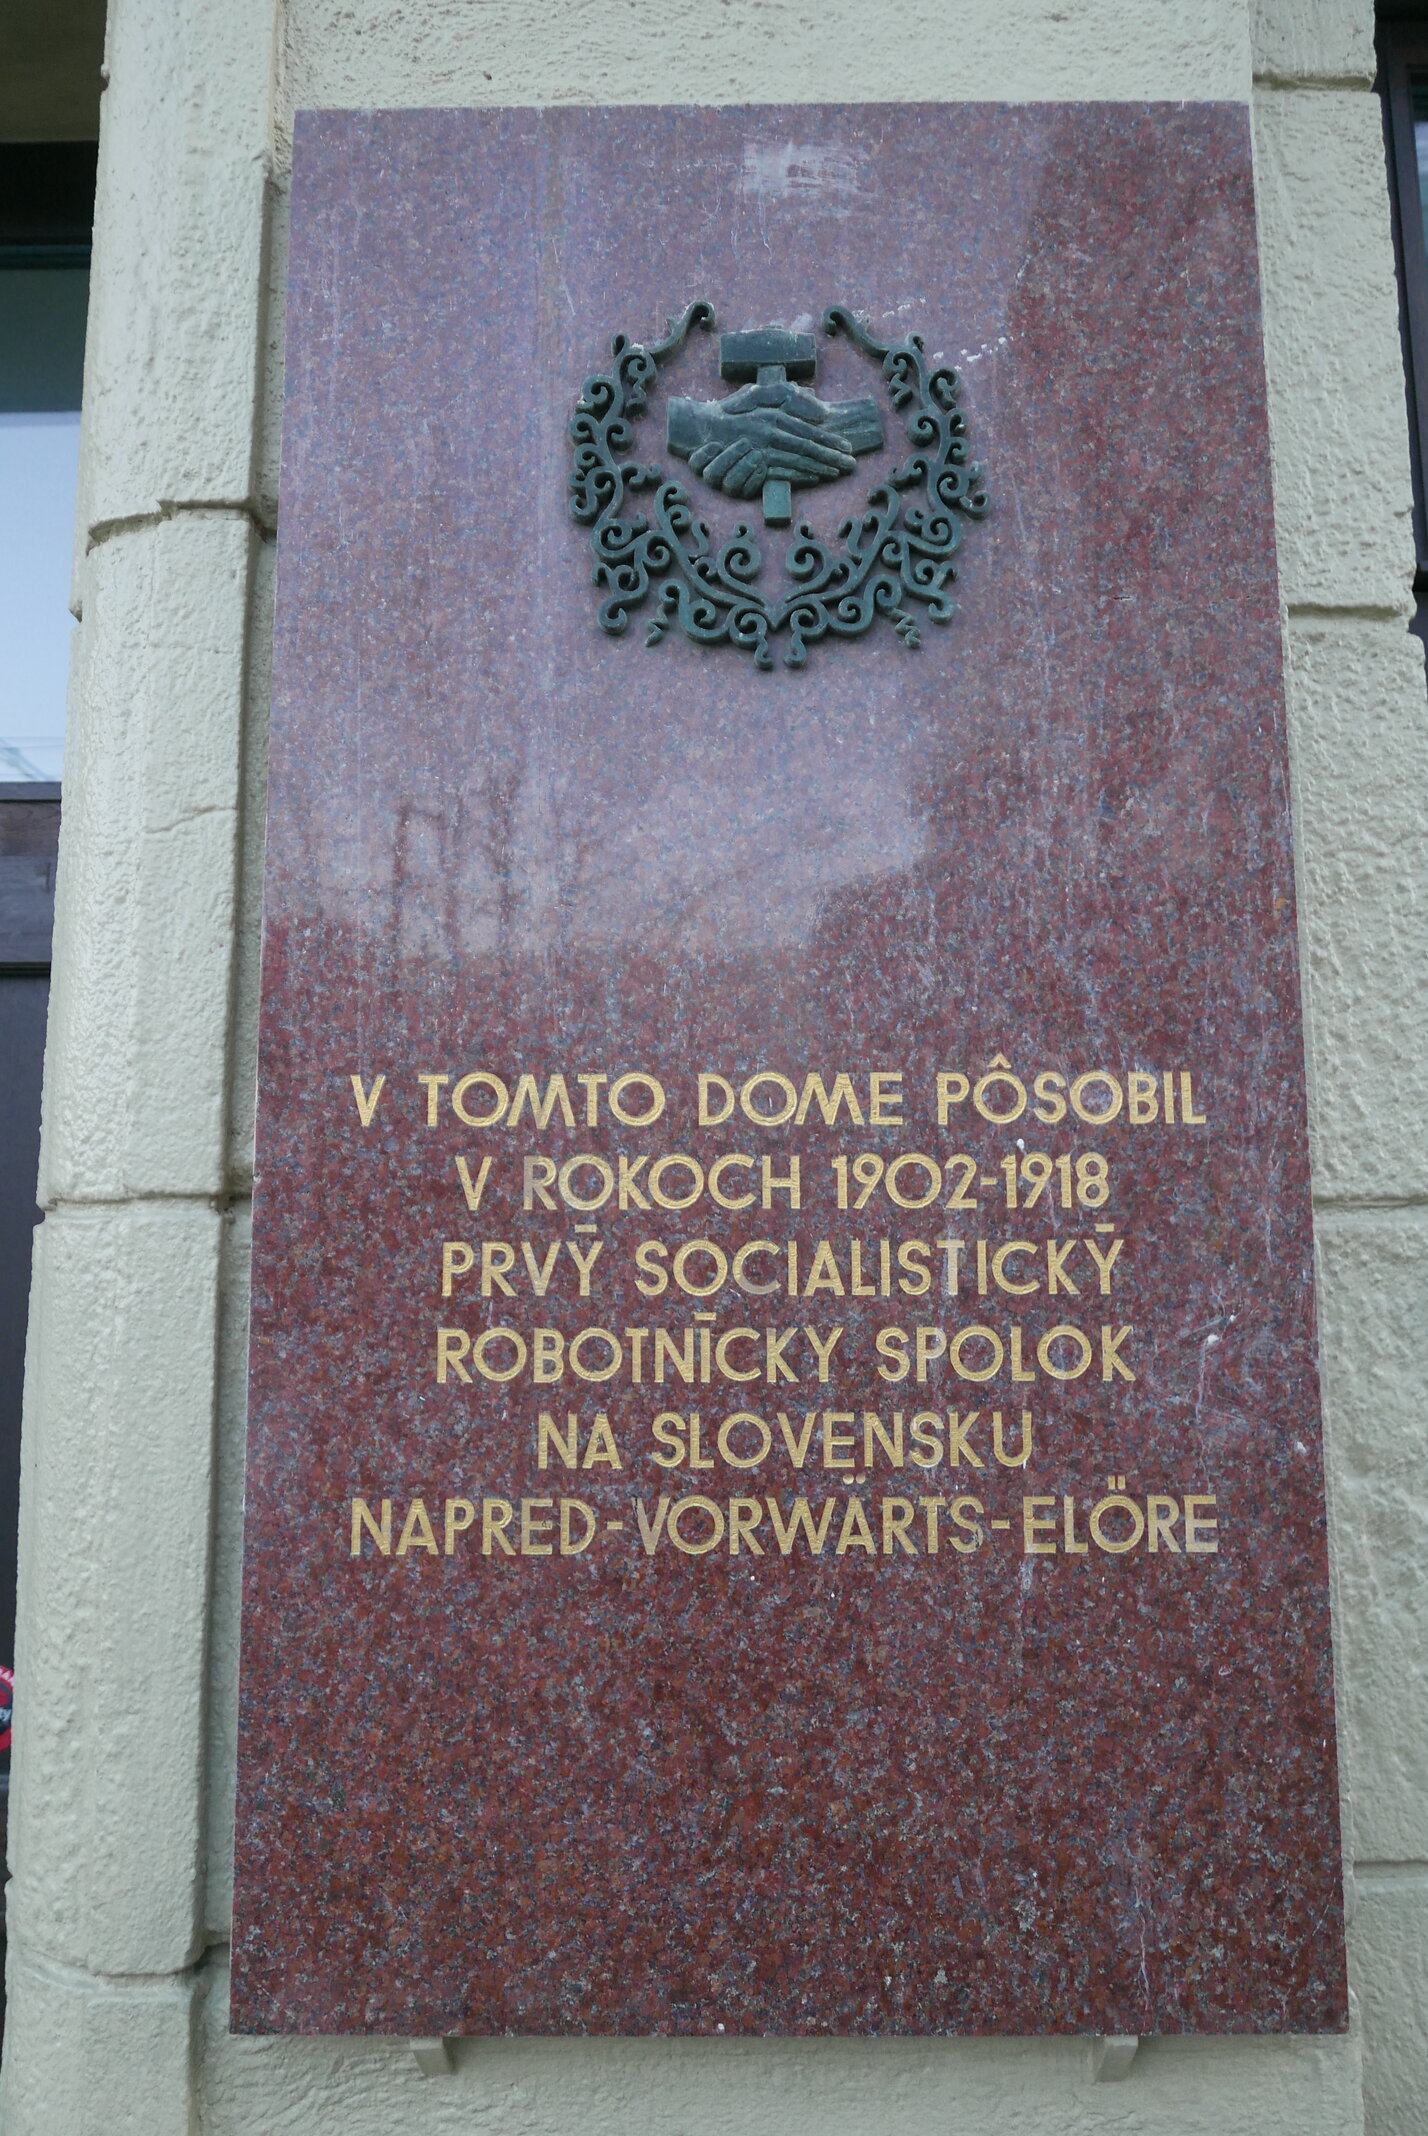 V TOMTO DOME PÔSOBIL
V ROKOCH 1902-1918
PRVÝ SOCIALISTICKÝ
ROBOTNÍCKY SPOLOK
NA SLOVENSKU
NAPRED-VORWÄRTS-ELÖRE